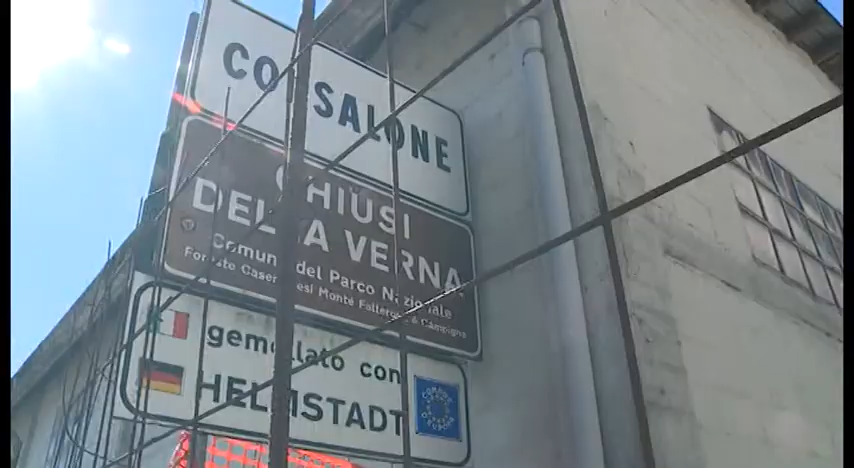 CORSALONE
CHIUSI
DELLA VERNA
Comune del Parco Nazionale
Foreste Casentinesi Monte Falterona e Campigna
gemellato con
HELMSTADT